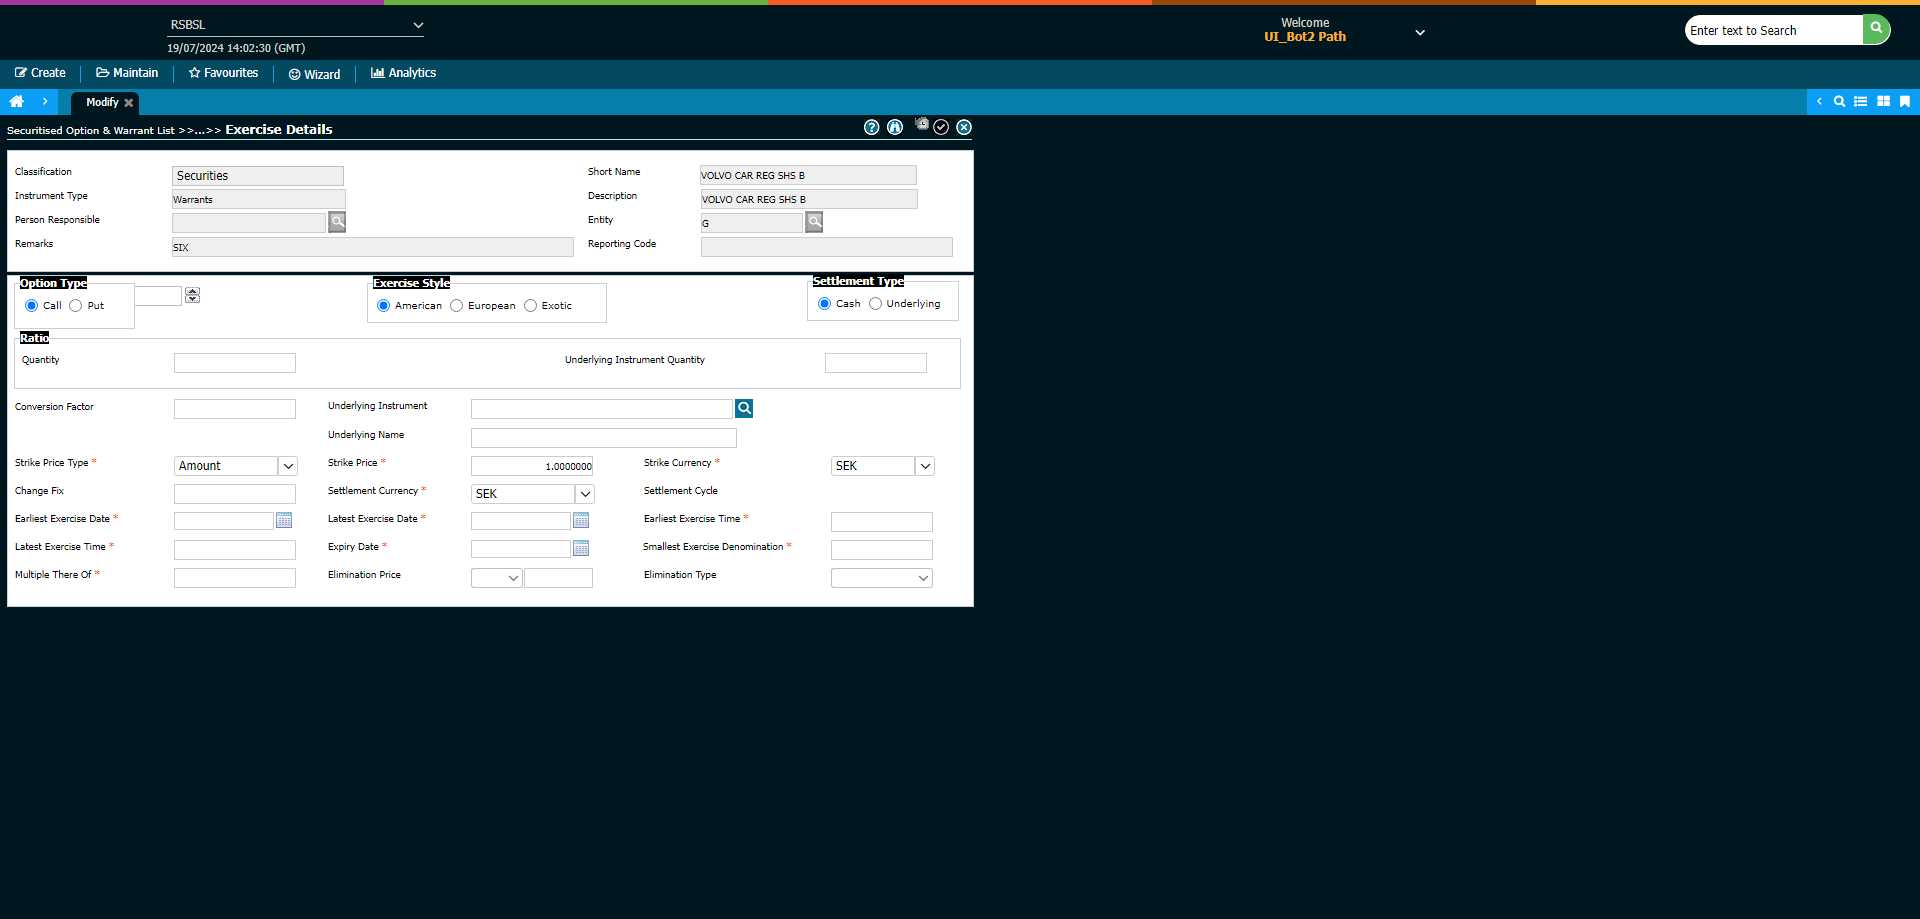 RSBSL
19/07/2024 14:02:30 (GMT)
Welcome
UI_Bot2 Path
Enter text to Search
Create Maintain Favourites Wizard Analytics
Modify
Securitised Option & Warrant List >>...>> Exercise Details
Classification Securities Short Name VOLVO CAR REG SHS B
Instrument Type Warrants Description VOLVO CAR REG SHS B
Person Responsible Entity G
Remarks SIX Reporting Code
Option Type Exercise Style Settlement Type
Call Put American European Exotic Cash Underlying
Ratio
Quantity Underlying Instrument Quantity
Conversion Factor Underlying Instrument
Underlying Name
Strike Price Type * Amount Strike Price * 1.0000000 Strike Currency * SEK
Change Fix Settlement Currency * SEK Settlement Cycle
Earliest Exercise Date * Latest Exercise Date * Earliest Exercise Time *
Latest Exercise Time * Expiry Date * Smallest Exercise Denomination *
Multiple There Of * Elimination Price Elimination Type